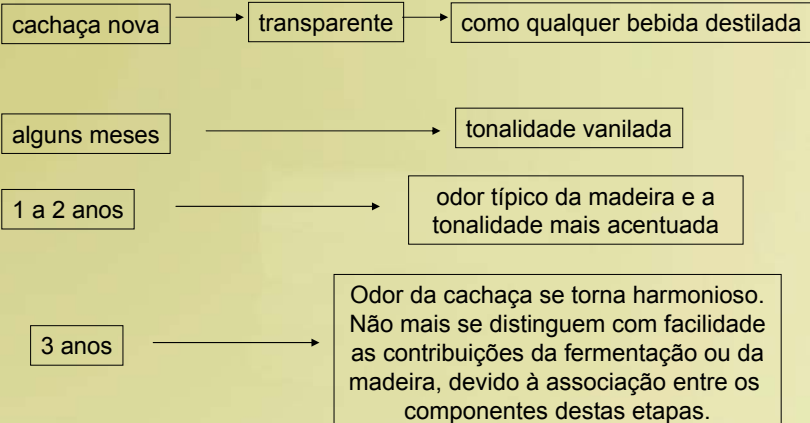 cachaça nova transparente como qualquer bebida destilada
alguns meses tonalidade vanilada
1 a 2 anos
odor típico da madeira e a
tonalidade mais acentuada
3 anos
Odor da cachaça se torna harmonioso.
Não mais se distinguem com facilidade
as contribuições da fermentação ou da
madeira, devido à associação entre os
componentes destas etapas.